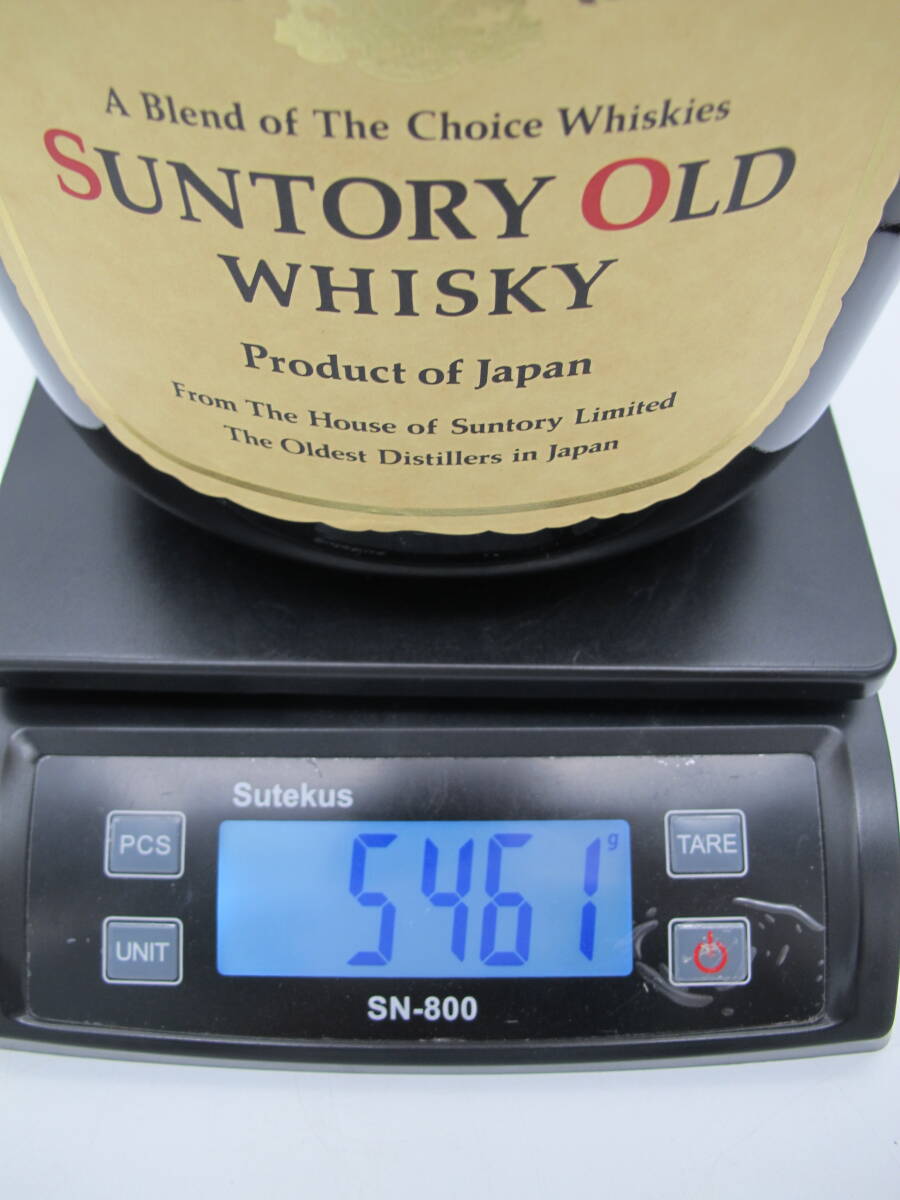 A Blend of The Choice Whiskies
SUNTORY OLD
WHISKY
Product of Japan
From The House of Suntory Limited
The Oldest Distillers in Japan
Sutekus
PCS
TARE
5461 g
UNIT
SN-800